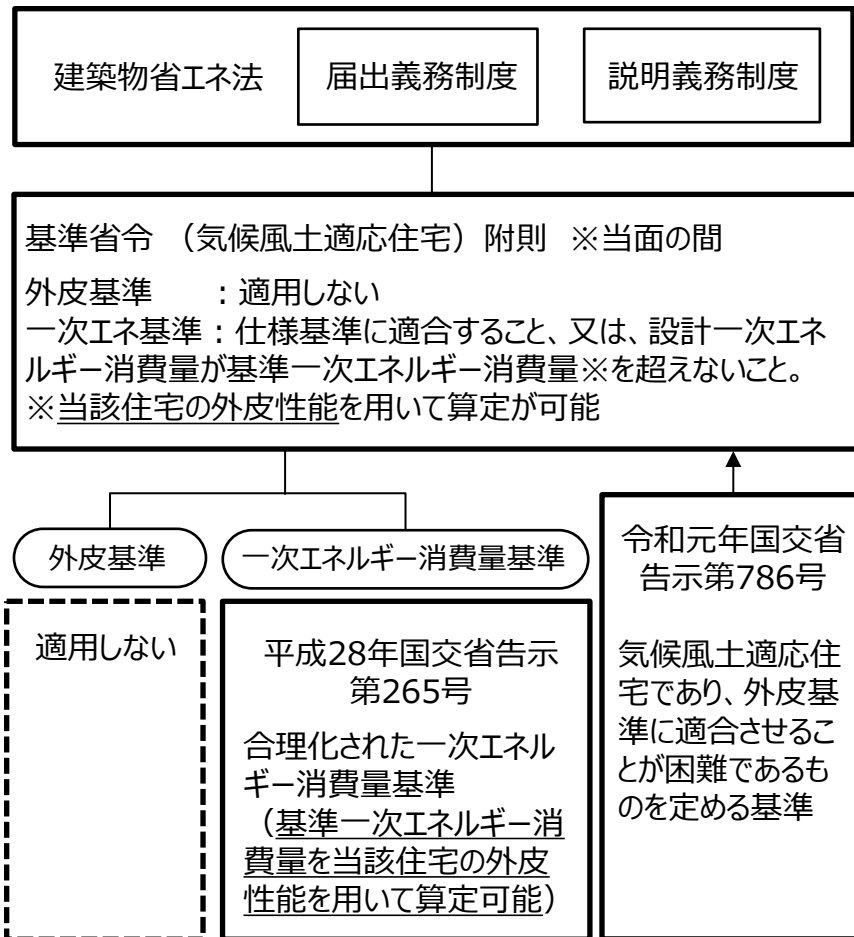 建築物省エネ法
届出義務制度
説明義務制度
基準省令 （気候風土適応住宅）附則 ※当面の間
外皮基準 ：適用しない
一次エネ基準：仕様基準に適合すること、又は、設計一次エネ
ルギー消費量が基準一次エネルギー消費量※を超えないこと。
※当該住宅の外皮性能を用いて算定が可能
外皮基準
一次エネルギー消費量基準
適用しない
平成28年国交省告示
第265号
合理化された一次エネル
ギー消費量基準
（基準一次エネルギー消
費量を当該住宅の外皮
性能を用いて算定可能）
令和元年国交省
告示第786号
気候風土適応住
宅であり、外皮基
準に適合させるこ
とが困難であるも
のを定める基準